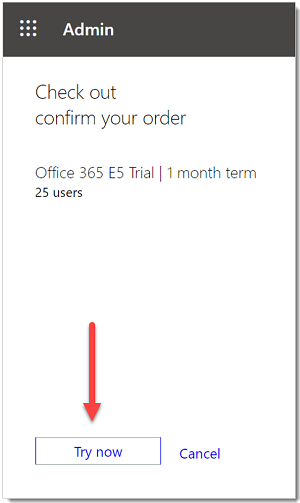 Admin
Check out
confirm your order
Office 365 E5 Trial | 1 month term
25 users
Try now
Cancel